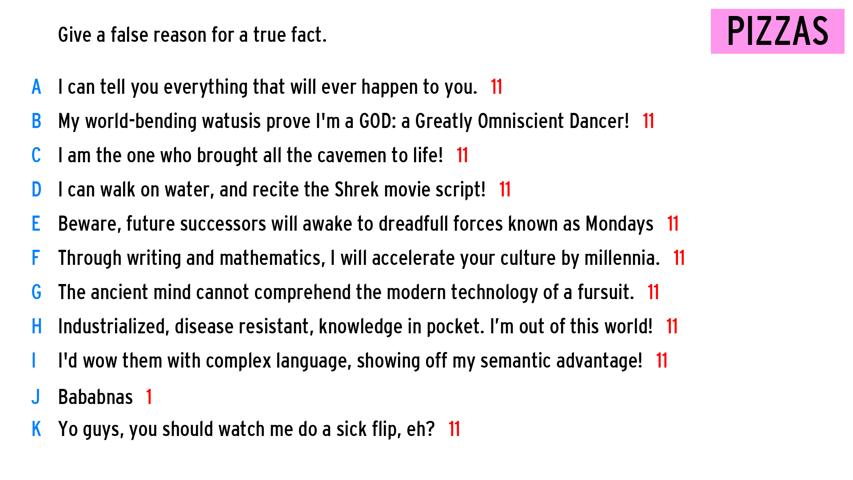 Give a false reason for a true fact.
PIZZAS
A I can tell you everything that will ever happen to you. 11
B My world-bending watusis prove I'm a GOD: a Greatly Omniscient Dancer! 11
C I am the one who brought all the cavemen to life! 11
D I can walk on water, and recite the Shrek movie script! 11
E Beware, future successors will awake to dreadfull forces known as Mondays 11
F Through writing and mathematics, I will accelerate your culture by millennia. 11
G The ancient mind cannot comprehend the modern technology of a fursuit. 11
H Industrialized, disease resistant, knowledge in pocket. I’m out of this world! 11
I I'd wow them with complex language, showing off my semantic advantage! 11
J Bababnas 1
K Yo guys, you should watch me do a sick flip, eh? 11